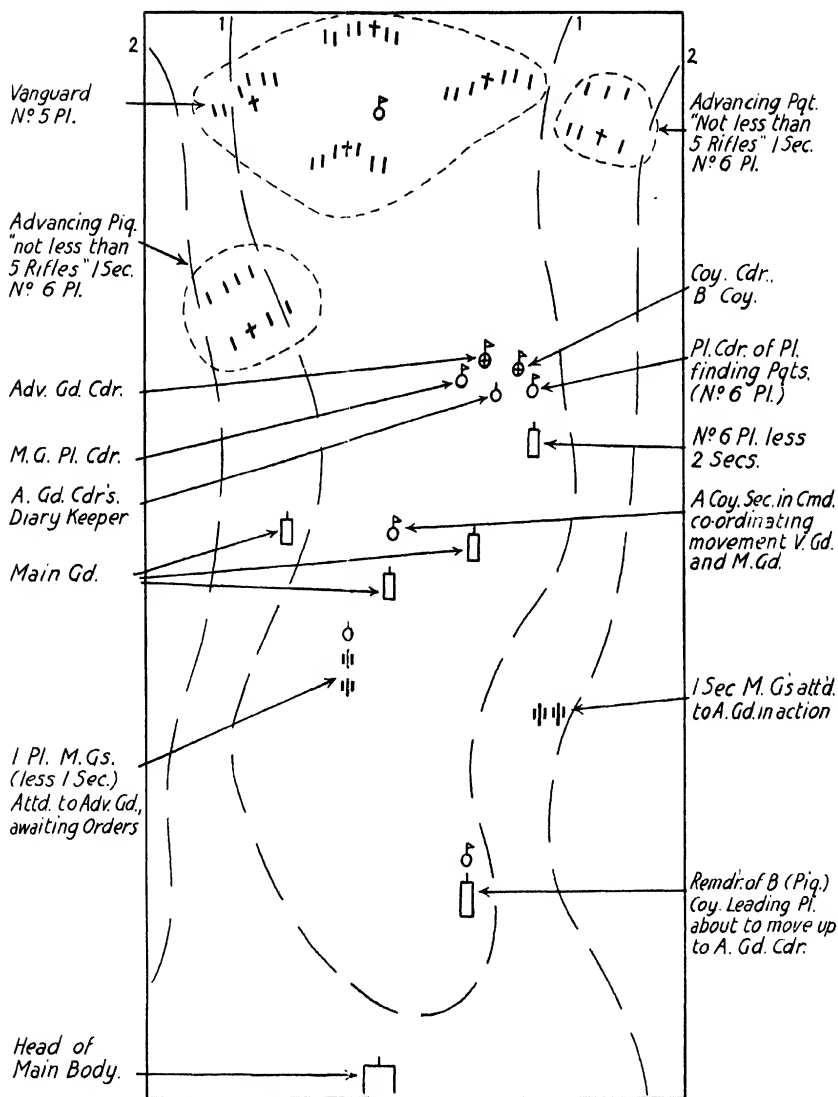 2
1
1
2
Vanguard
Nº 5 Pl.
Advancing Pqt.
"Not less than
5 Rifles" 1 Sec.
Nº 6 Pl.
Advancing Piq.
"not less than
5 Rifles" 1 Sec.
Nº 6 Pl.
Coy. Cdr.,
B Coy.
Adv. Gd. Cdr.
Pl. Cdr. of Pl.
finding Pqts.
(Nº 6 Pl.)
M.G. Pl. Cdr.
Nº 6 Pl. less
2 Secs.
A. Gd. Cdr's.
Diary Keeper
A Coy. Sec. in Cmd.
co-ordinating
movement V. Gd.
and M. Gd.
Main Gd.
1 Sec M. G's att'd.
to A. Gd. in action
1 Pl. M. Gs.
(less 1 Sec.)
Attd. to Adv. Gd.,
awaiting Orders
Remdr. of B (Piq.)
Coy. Leading Pl.
about to move up
to A. Gd. Cdr.
Head of
Main Body.